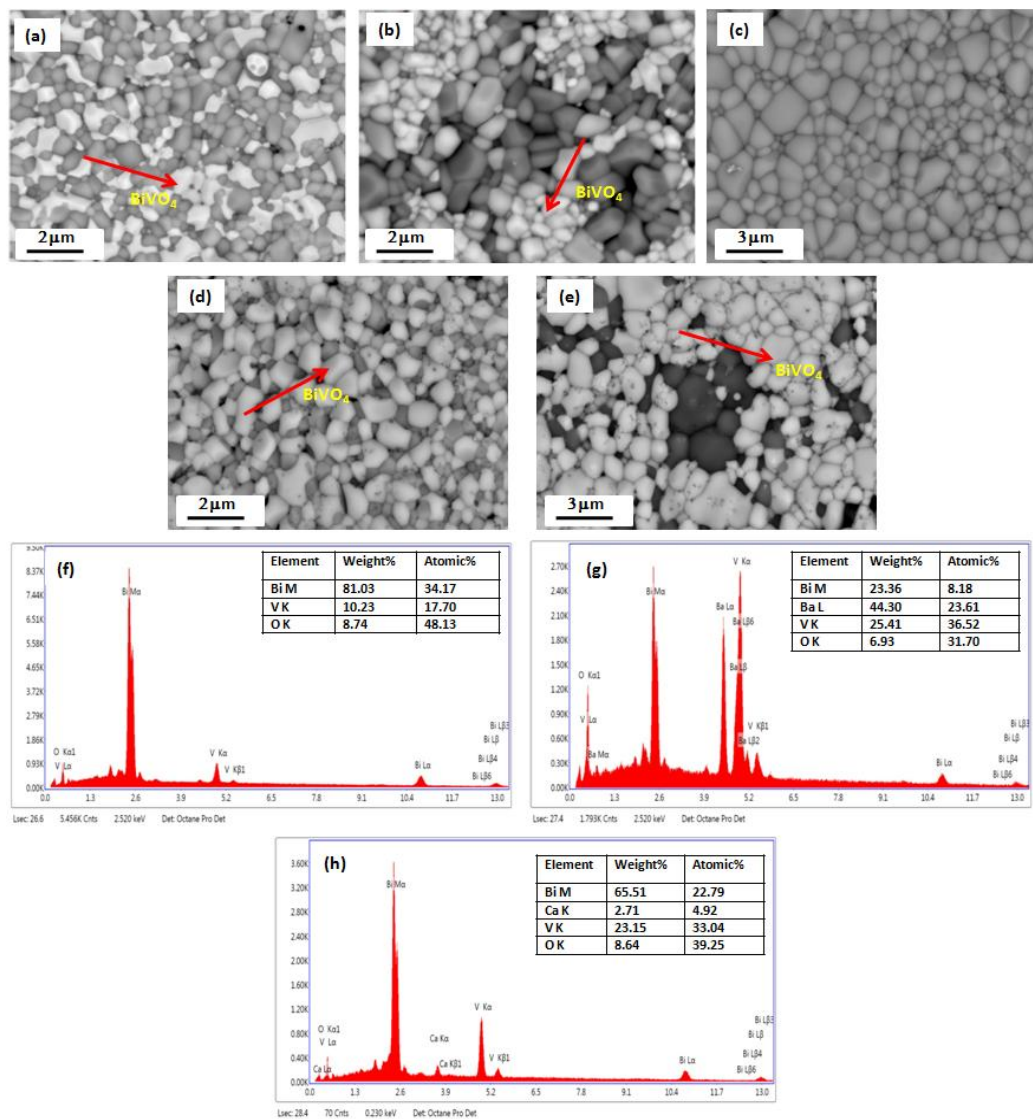 (a)
BiVO4
2µm
(b)
BiVO4
2µm
(c)
3µm
(d)
BiVO4
2µm
(e)
BiVO4
3µm
(f)
Element Weight% Atomic%
Bi M 81.03 34.17
V K 10.23 17.70
O K 8.74 48.13
9.30K
8.37K
7.44K
6.51K
5.58K
4.65K
3.72K
2.79K
1.86K
0.93K
0.00K
Bi Mα
O Kα1
V Lα
V Kα
V Kβ1
Bi Lα
Bi Lβ3
Bi Lβ
Bi Lβ4
Bi Lβ6
0.0 1.3 2.6 3.9 5.2 6.5 7.8 9.1 10.4 11.7 13.0
Lsec: 26.6 5.456K Cnts 2.520 keV Det: Octane Pro Det
(g)
Element Weight% Atomic%
Bi M 23.36 8.18
Ba L 44.30 23.61
V K 25.41 36.52
O K 6.93 31.70
2.70K
2.40K
2.10K
1.80K
1.50K
1.20K
0.90K
0.60K
0.30K
0.00K
V Kα
Bi Mα
Ba Lα
Ba Lβ6
Ba Lβ
O Kα1
V Lα
Ba Mα
V Kβ1
Ba Lβ2
Bi Lα
Bi Lβ3
Bi Lβ
Bi Lβ4
Bi Lβ6
0.0 1.3 2.6 3.9 5.2 6.5 7.8 9.1 10.4 11.7 13.0
Lsec: 27.4 1.793K Cnts 2.520 keV Det: Octane Pro Det
(h)
Element Weight% Atomic%
Bi M 65.51 22.79
Ca K 2.71 4.92
V K 23.15 33.04
O K 8.64 39.25
3.60K
3.20K
2.80K
2.40K
2.00K
1.60K
1.20K
0.80K
0.40K
0.00K
Bi Mα
O Kα1
V Lα
Ca Lα
Ca Kα
Ca Kβ1
V Kα
V Kβ1
Bi Lα
Bi Lβ3
Bi Lβ
Bi Lβ4
Bi Lβ6
0.0 1.3 2.6 3.9 5.2 6.5 7.8 9.1 10.4 11.7 13.0
Lsec: 28.4 70 Cnts 0.230 keV Det: Octane Pro Det